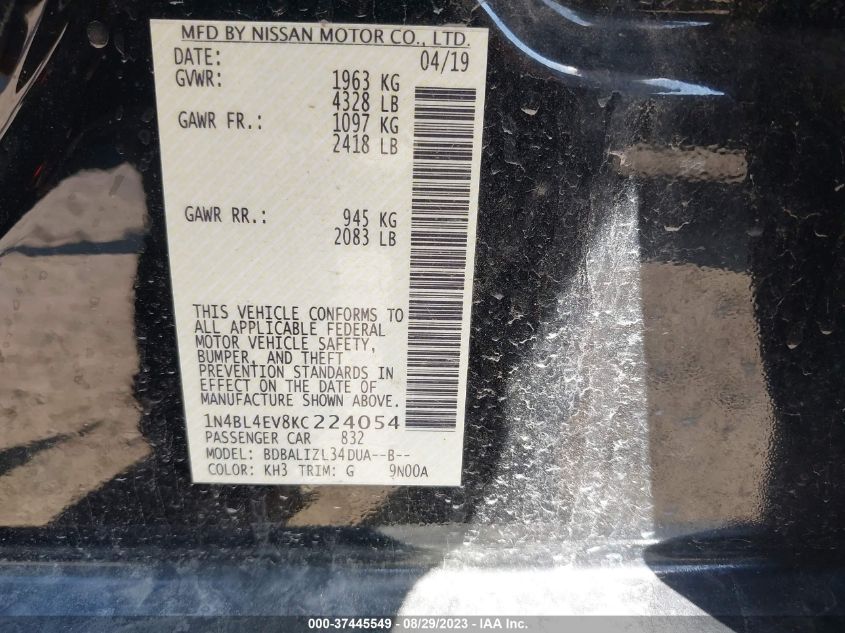 MFD BY NISSAN MOTOR CO., LTD.
DATE: 04/19
GVWR: 1963 KG
4328 LB
GAWR FR.: 1097 KG
2418 LB
GAWR RR.: 945 KG
2083 LB
THIS VEHICLE CONFORMS TO
ALL APPLICABLE FEDERAL
MOTOR VEHICLE SAFETY,
BUMPER, AND THEFT
PREVENTION STANDARDS IN
EFFECT ON THE DATE OF
MANUFACTURE SHOWN ABOVE.
1N4BL4EV8KC224054
PASSENGER CAR 832
MODEL: BDBALIZL34DUA--B--
COLOR: KH3 TRIM: G 9N00A
000-37445549 - 08/29/2023 - IAA Inc.